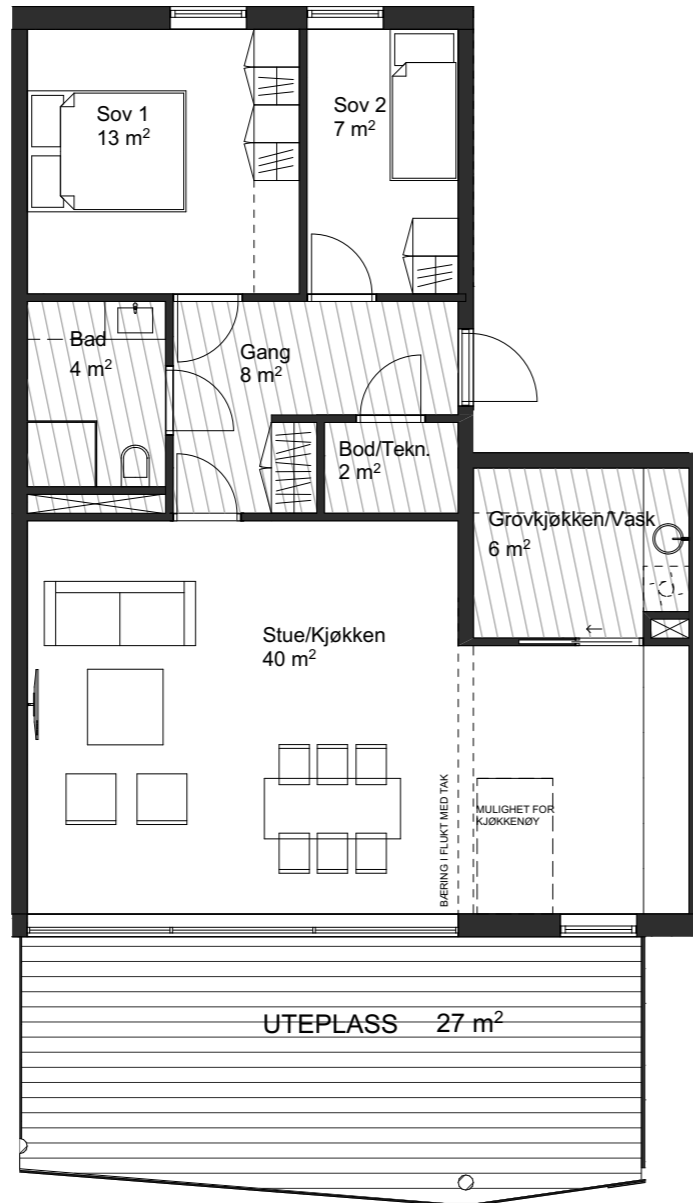 Sov 1
13 m²
Sov 2
7 m²
Bad
4 m²
Gang
8 m²
Bod/Tekn.
2 m²
Grovkjøkken/Vask
6 m²
Stue/Kjøkken
40 m²
BÆRING I FLUKT MED TAK
MULIGHET FOR
KJØKKENØY
UTEPLASS 27 m²